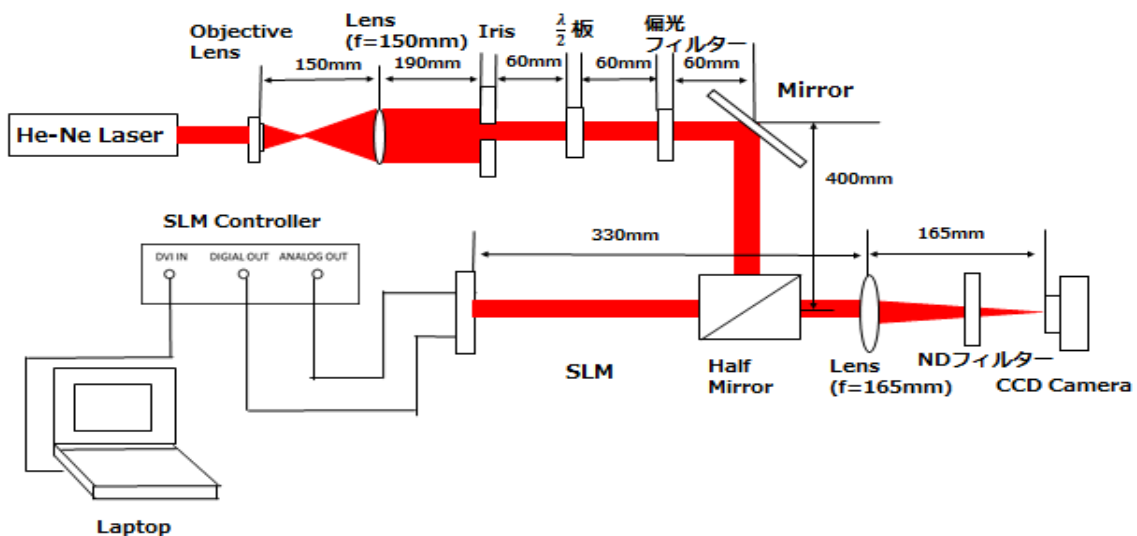 Objective
Lens
Lens
(f=150mm)
Iris
λ/2 板
偏光
フィルター
150mm
190mm
60mm
60mm
60mm
Mirror
He-Ne Laser
400mm
SLM Controller
DVI IN
DIGIAL OUT
ANALOG OUT
330mm
165mm
SLM
Half
Mirror
Lens
(f=165mm)
NDフィルター
CCD Camera
Laptop